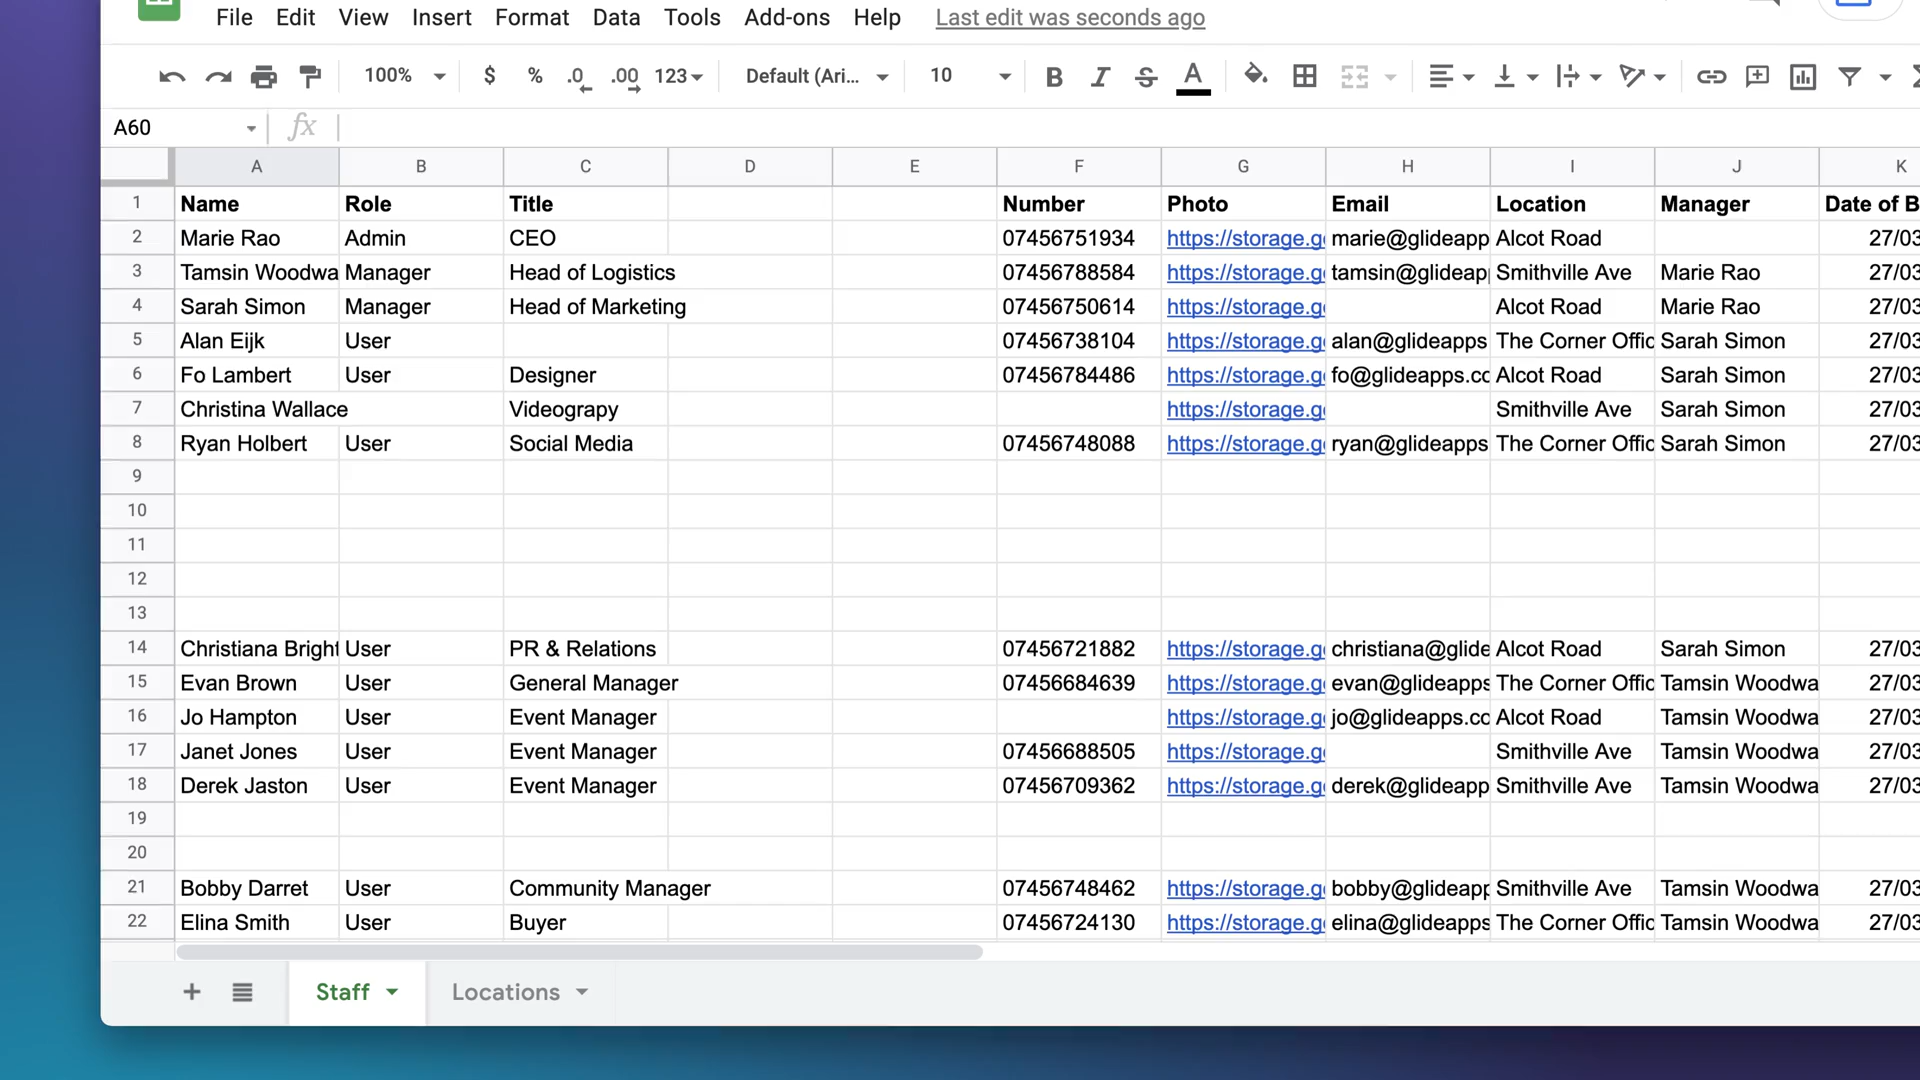 File Edit View Insert Format Data Tools Add-ons Help Last edit was seconds ago
100% $ % .0 .00 123 Default (Ari... 10 B I S A
A60 fx
A B C D E F G H I J K
1 Name Role Title Number Photo Email Location Manager Date of B
2 Marie Rao Admin CEO 07456751934 https://storage.g marie@glideapp Alcot Road 27/03
3 Tamsin Woodwa Manager Head of Logistics 07456788584 https://storage.g tamsin@glideap Smithville Ave Marie Rao 27/03
4 Sarah Simon Manager Head of Marketing 07456750614 https://storage.g Alcot Road Marie Rao 27/03
5 Alan Eijk User 07456738104 https://storage.g alan@glideapps The Corner Offic Sarah Simon 27/03
6 Fo Lambert User Designer 07456784486 https://storage.g fo@glideapps.co Alcot Road Sarah Simon 27/03
7 Christina Wallace Videograpy https://storage.g Smithville Ave Sarah Simon 27/03
8 Ryan Holbert User Social Media 07456748088 https://storage.g ryan@glideapps The Corner Offic Sarah Simon 27/03
9
10
11
12
13
14 Christiana Bright User PR & Relations 07456721882 https://storage.g christiana@glide Alcot Road Sarah Simon 27/03
15 Evan Brown User General Manager 07456684639 https://storage.g evan@glideapps The Corner Offic Tamsin Woodwa 27/03
16 Jo Hampton User Event Manager https://storage.g jo@glideapps.co Alcot Road Tamsin Woodwa 27/03
17 Janet Jones User Event Manager 07456688505 https://storage.g Smithville Ave Tamsin Woodwa 27/03
18 Derek Jaston User Event Manager 07456709362 https://storage.g derek@glideapp Smithville Ave Tamsin Woodwa 27/03
19
20
21 Bobby Darret User Community Manager 07456748462 https://storage.g bobby@glideapp Smithville Ave Tamsin Woodwa 27/03
22 Elina Smith User Buyer 07456724130 https://storage.g elina@glideapps The Corner Offic Tamsin Woodwa 27/03
+ Staff Locations